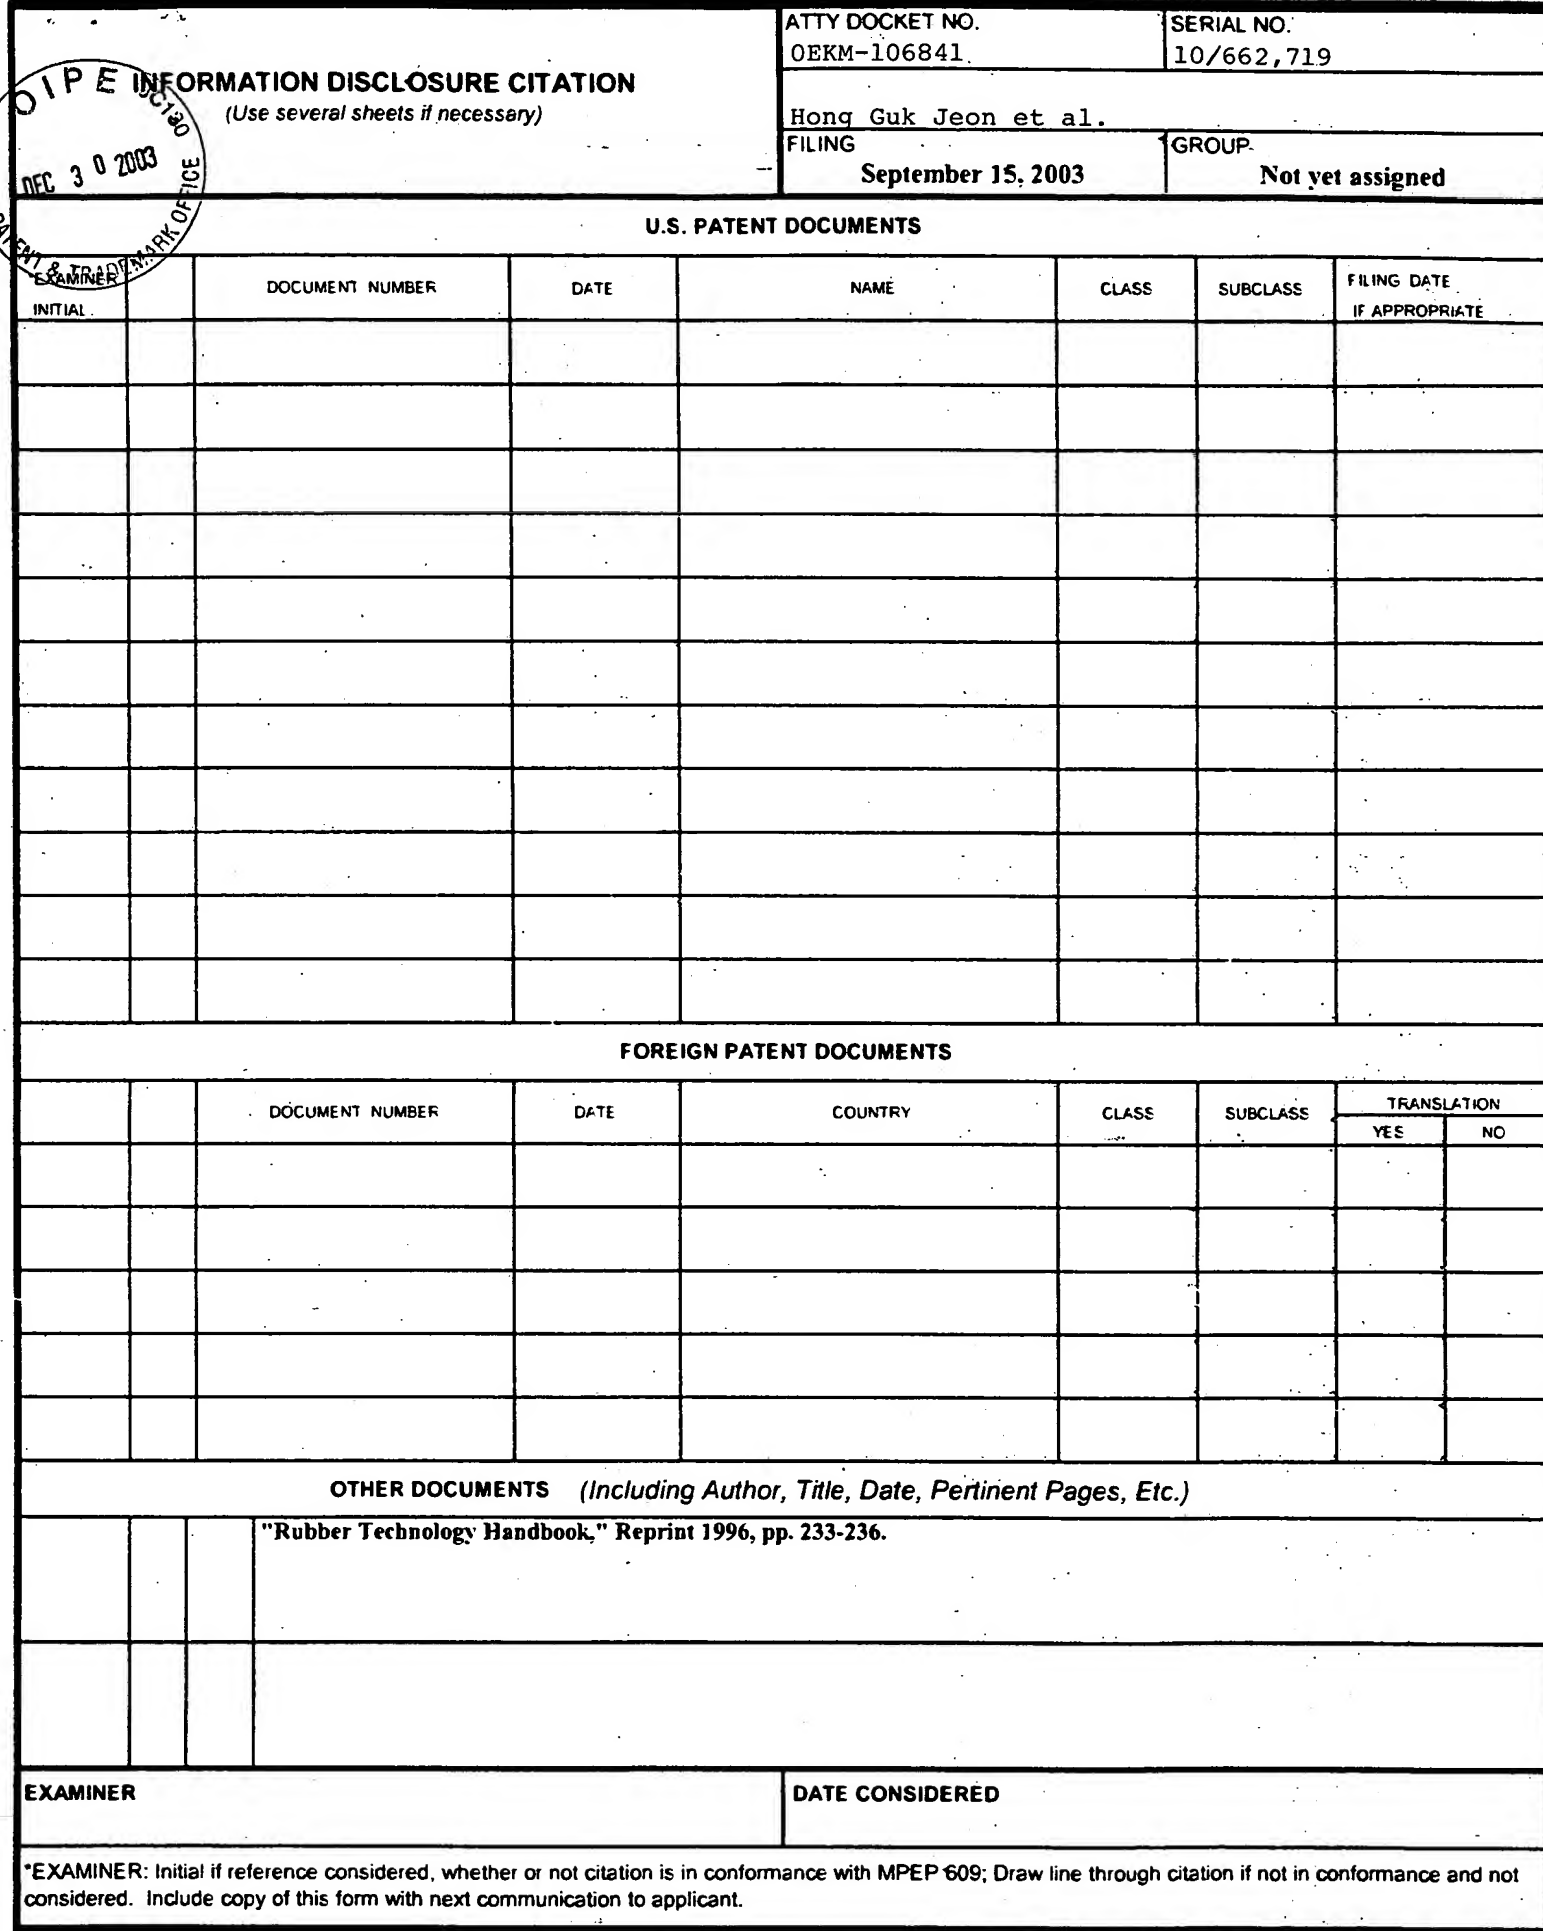 ATTY DOCKET NO.
OEKM-106841
SERIAL NO.
10/662,719
OIPE
INFORMATION DISCLOSURE CITATION
(Use several sheets if necessary)
DEC 30 2003
PATENT & TRADEMARK OFFICE
Hong Guk Jeon et al.
FILING
September 15, 2003
GROUP
Not yet assigned
U.S. PATENT DOCUMENTS
EXAMINER
INITIAL
DOCUMENT NUMBER
DATE
NAME
CLASS
SUBCLASS
FILING DATE
IF APPROPRIATE
FOREIGN PATENT DOCUMENTS
DOCUMENT NUMBER
DATE
COUNTRY
CLASS
SUBCLASS
TRANSLATION
YES
NO
OTHER DOCUMENTS (Including Author, Title, Date, Pertinent Pages, Etc.)
"Rubber Technology Handbook," Reprint 1996, pp. 233-236.
EXAMINER
DATE CONSIDERED
*EXAMINER: Initial if reference considered, whether or not citation is in conformance with MPEP 609; Draw line through citation if not in conformance and not
considered. Include copy of this form with next communication to applicant.